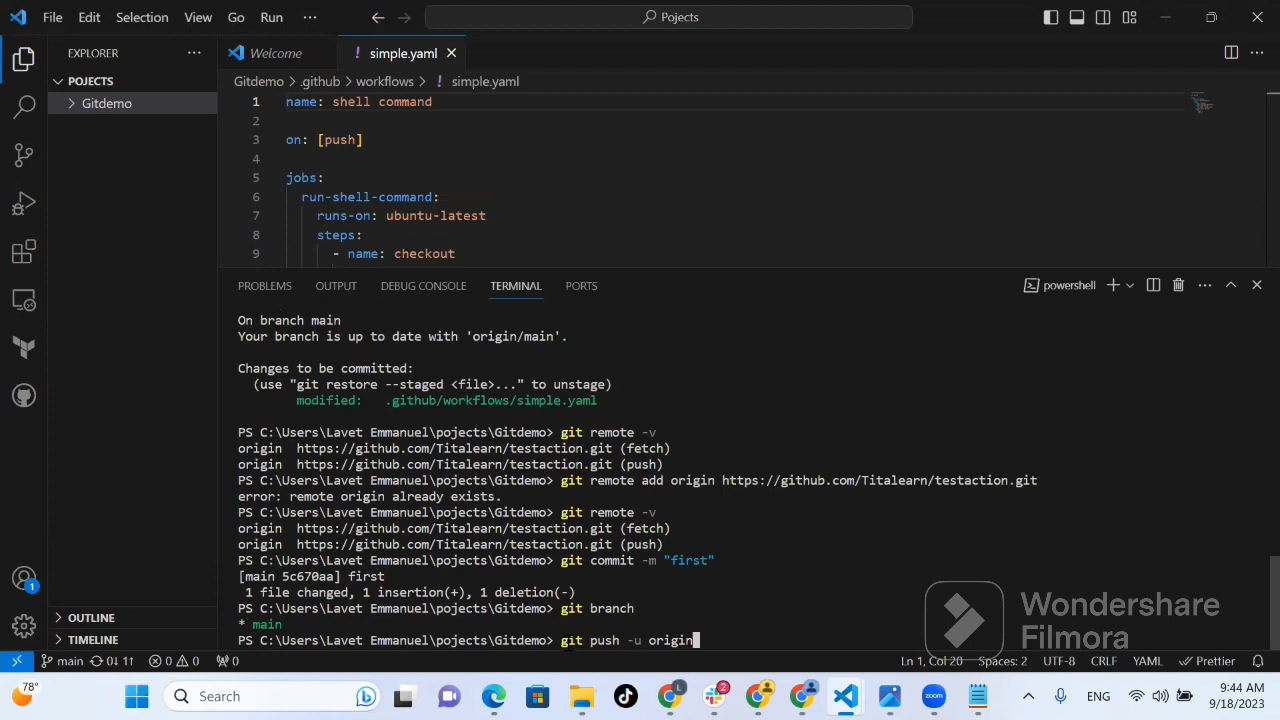 File Edit Selection View Go Run ··· Pojects
EXPLORER ···
Welcome
! simple.yaml
POJECTS
Gitdemo
Gitdemo > .github > workflows > ! simple.yaml
1 name: shell command
2
3 on: [push]
4
5 jobs:
6 run-shell-command:
7 runs-on: ubuntu-latest
8 steps:
9 - name: checkout
PROBLEMS OUTPUT DEBUG CONSOLE TERMINAL PORTS
powershell
On branch main
Your branch is up to date with 'origin/main'.
Changes to be committed:
(use "git restore --staged <file>..." to unstage)
modified: .github/workflows/simple.yaml
PS C:\Users\Lavet Emmanuel\pojects\Gitdemo> git remote -v
origin https://github.com/Titalearn/testaction.git (fetch)
origin https://github.com/Titalearn/testaction.git (push)
PS C:\Users\Lavet Emmanuel\pojects\Gitdemo> git remote add origin https://github.com/Titalearn/testaction.git
error: remote origin already exists.
PS C:\Users\Lavet Emmanuel\pojects\Gitdemo> git remote -v
origin https://github.com/Titalearn/testaction.git (fetch)
origin https://github.com/Titalearn/testaction.git (push)
PS C:\Users\Lavet Emmanuel\pojects\Gitdemo> git commit -m "first"
[main 5c670aa] first
1 file changed, 1 insertion(+), 1 deletion(-)
PS C:\Users\Lavet Emmanuel\pojects\Gitdemo> git branch
* main
PS C:\Users\Lavet Emmanuel\pojects\Gitdemo> git push -u origin
OUTLINE
TIMELINE
1
Wondershare
Filmora
main 0↓ 1↑ 0 0 0 Ln 1, Col 20 Spaces: 2 UTF-8 CRLF YAML Prettier
78°
Search
L
2
zoom
ENG
9:44 AM
9/18/2023